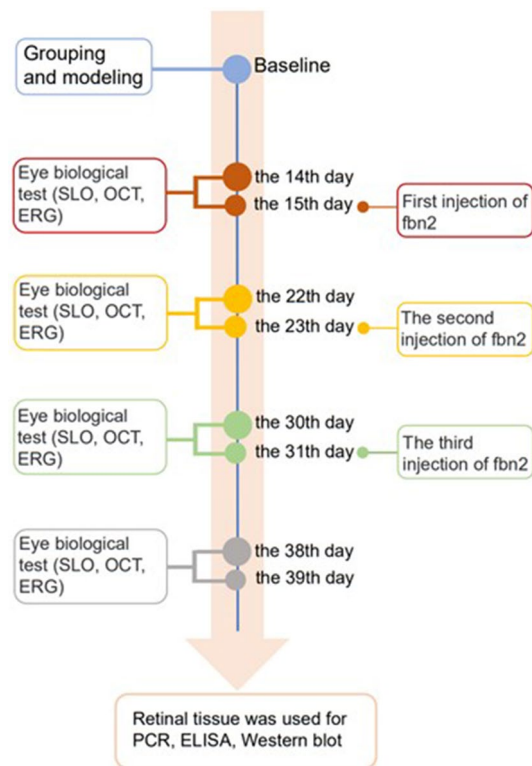 Grouping
and modeling
Baseline
Eye biological
test (SLO, OCT,
ERG)
the 14th day
the 15th day
First injection of
fbn2
Eye biological
test (SLO, OCT,
ERG)
the 22th day
the 23th day
The second
injection of fbn2
Eye biological
test (SLO, OCT,
ERG)
the 30th day
the 31th day
The third
injection of fbn2
Eye biological
test (SLO, OCT,
ERG)
the 38th day
the 39th day
Retinal tissue was used for
PCR, ELISA, Western blot